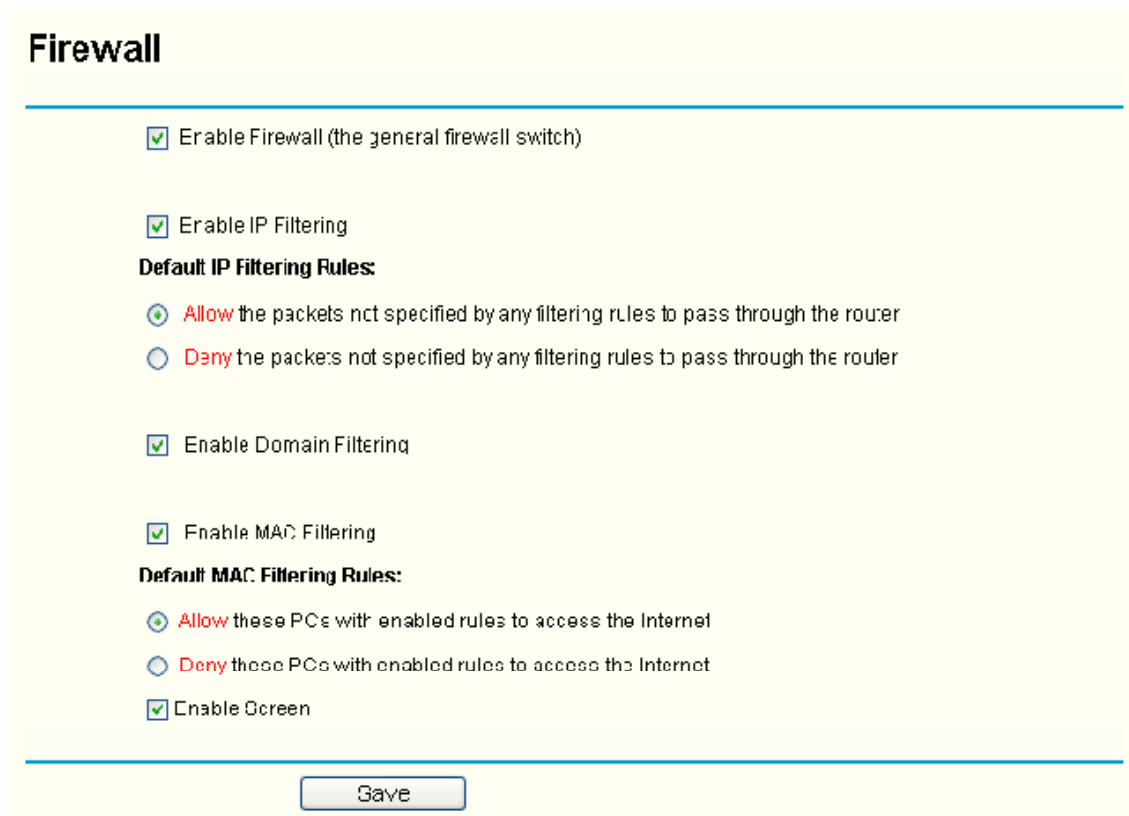 Firewall
Enable Firewall (the general firewall switch)
Enable IP Filtering
Default IP Filtering Rules:
Allow the packets not specified by any filtering rules to pass through the router
Deny the packets not specified by any filtering rules to pass through the router
Enable Domain Filtering
Enable MAC Filtering
Default MAC Filtering Rules:
Allow these PCs with enabled rules to access the Internet
Deny these PCs with enabled rules to access the Internet
Enable Screen
Save